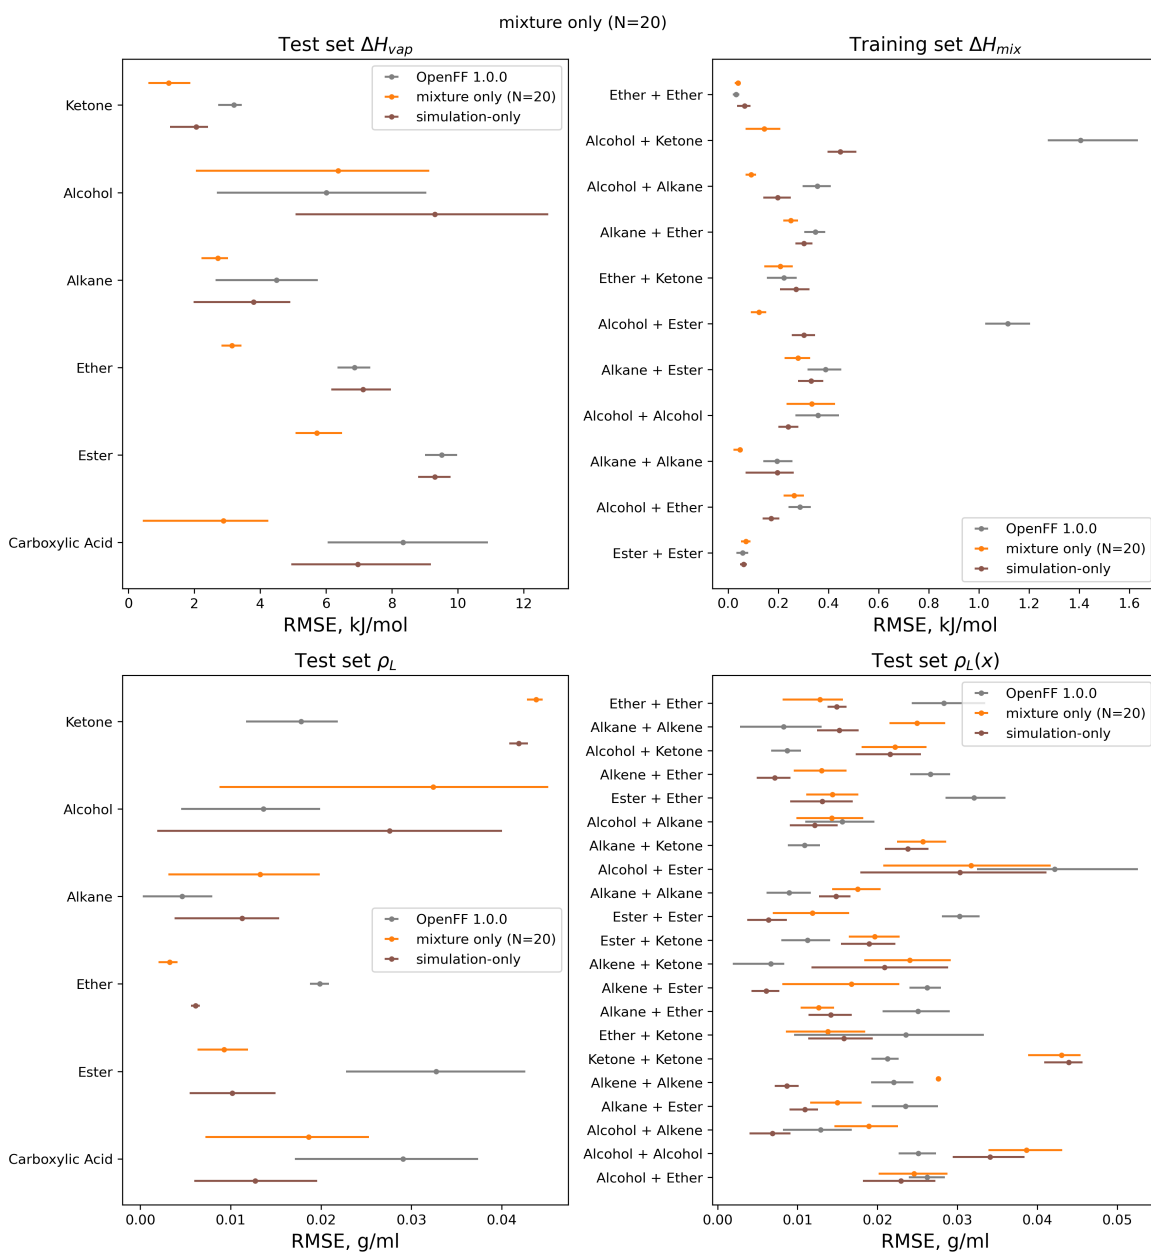 mixture only (N=20)
Test set ΔH_vap
OpenFF 1.0.0
mixture only (N=20)
simulation-only
Ketone
Alcohol
Alkane
Ether
Ester
Carboxylic Acid
0 2 4 6 8 10 12
RMSE, kJ/mol
Training set ΔH_mix
Ether + Ether
Alcohol + Ketone
Alcohol + Alkane
Alkane + Ether
Ether + Ketone
Alcohol + Ester
Alkane + Ester
Alcohol + Alcohol
Alkane + Alkane
Alcohol + Ether
Ester + Ester
OpenFF 1.0.0
mixture only (N=20)
simulation-only
0.0 0.2 0.4 0.6 0.8 1.0 1.2 1.4 1.6
RMSE, kJ/mol
Test set ρ_L
Ketone
Alcohol
Alkane
Ether
Ester
Carboxylic Acid
OpenFF 1.0.0
mixture only (N=20)
simulation-only
0.00 0.01 0.02 0.03 0.04
RMSE, g/ml
Test set ρ_L(x)
OpenFF 1.0.0
mixture only (N=20)
simulation-only
Ether + Ether
Alkane + Alkene
Alcohol + Ketone
Alkene + Ether
Ester + Ether
Alcohol + Alkane
Alkane + Ketone
Alcohol + Ester
Alkane + Alkane
Ester + Ester
Ester + Ketone
Alkene + Ketone
Alkene + Ester
Alkane + Ether
Ether + Ketone
Ketone + Ketone
Alkene + Alkene
Alkane + Ester
Alcohol + Alkene
Alcohol + Alcohol
Alcohol + Ether
0.00 0.01 0.02 0.03 0.04 0.05
RMSE, g/ml